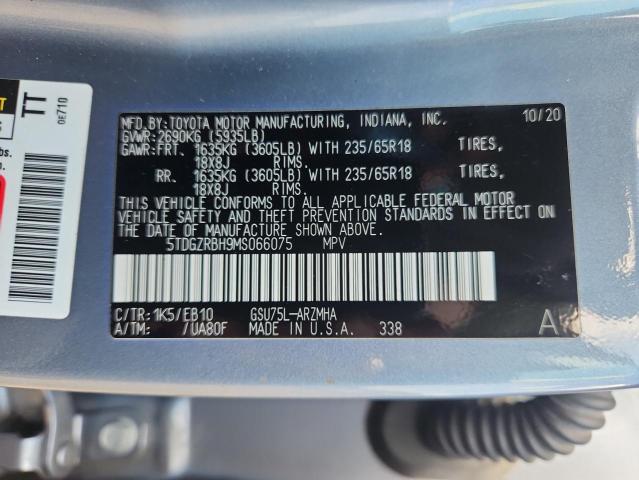 MFD.BY:TOYOTA MOTOR MANUFACTURING, INDIANA, INC. 10/20
GVWR:2690KG (5935LB)
GAWR:FRT. 1635KG (3605LB) WITH 235/65R18 TIRES,
18X8J RIMS.
RR. 1635KG (3605LB) WITH 235/65R18 TIRES,
18X8J RIMS.
THIS VEHICLE CONFORMS TO ALL APPLICABLE FEDERAL MOTOR
VEHICLE SAFETY AND THEFT PREVENTION STANDARDS IN EFFECT ON
THE DATE OF MANUFACTURE SHOWN ABOVE.
5TDGZRBH9MS066075 MPV
C/TR:1K5/EB10 GSU75L-ARZMHA
A/TM: /UA80F MADE IN U.S.A. 338 A
TT
0E710